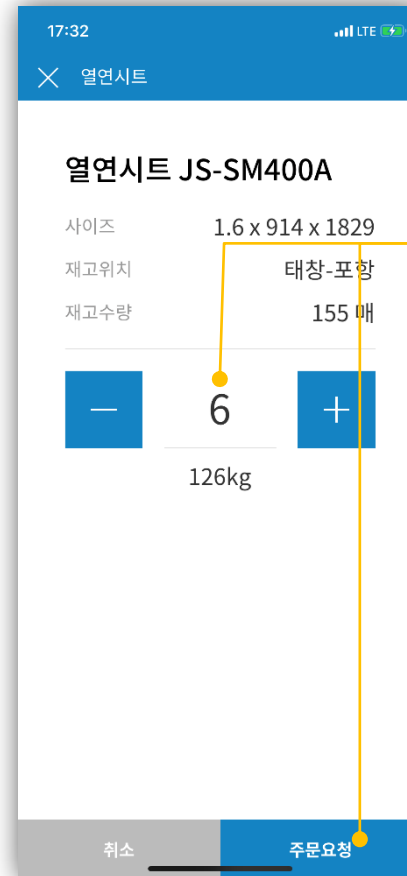 17:32 LTE
열연시트
열연시트 JS-SM400A
사이즈 1.6 x 914 x 1829
재고위치 태창-포항
재고수량 155 매
6
126kg
취소 주문요청